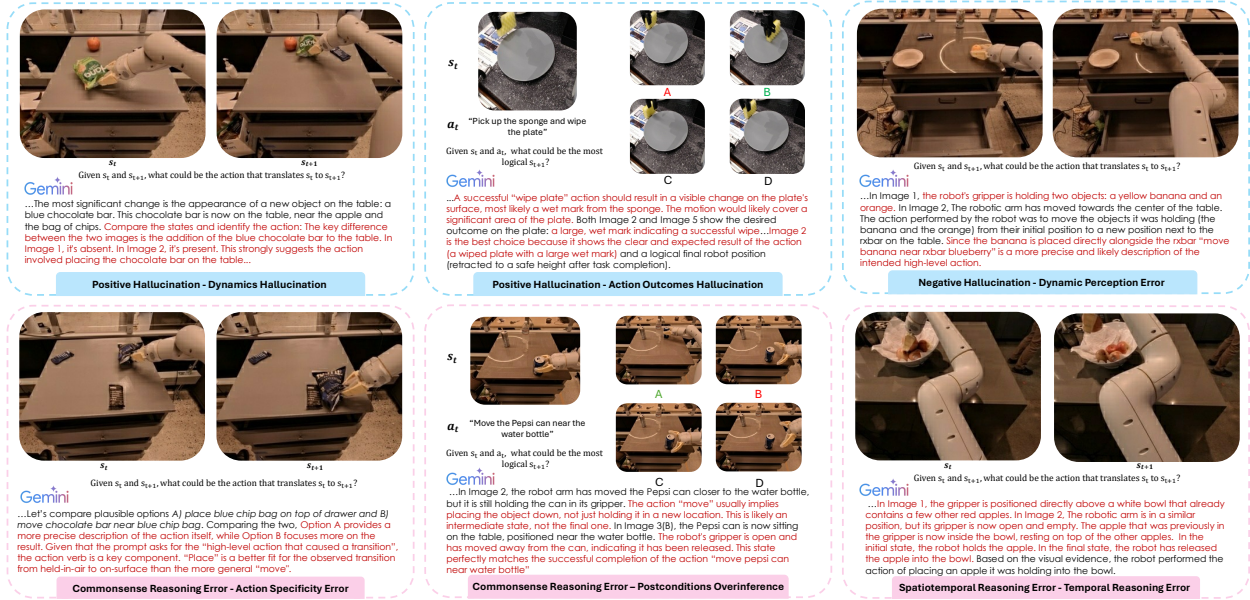 s_t
s_{t+1}
Given s_t and s_{t+1}, what could be the action that translates s_t to s_{t+1}?
Gemini
...The most significant change is the appearance of a new object on the table: a
blue chocolate bar. This chocolate bar is now on the table, near the apple and
the bag of chips. Compare the states and identify the action: The key difference
between the two images is the addition of the blue chocolate bar to the table. In
Image 1, it's absent. In Image 2, it's present. This strongly suggests the action
involved placing the chocolate bar on the table...
Positive Hallucination - Dynamics Hallucination
s_t
A
B
a_t
"Pick up the sponge and wipe
the plate"
Given s_t and a_t, what could be the most
logical s_{t+1}?
C
D
Gemini
...A successful "wipe plate" action should result in a visible change on the plate's
surface, most likely a wet mark from the sponge. The motion would likely cover a
significant area of the plate. Both Image 2 and Image 5 show the desired
outcome on the plate: a large, wet mark indicating a successful wipe...Image 2
is the best choice because it shows the clear and expected result of the action
(a wiped plate with a large wet mark) and a logical final robot position
(retracted to a safe height after task completion).
Positive Hallucination - Action Outcomes Hallucination
s_t
s_{t+1}
Given s_t and s_{t+1}, what could be the action that translates s_t to s_{t+1}?
Gemini
...In Image 1, the robot's gripper is holding two objects: a yellow banana and an
orange. In Image 2, The robotic arm has moved towards the center of the table.
The action performed by the robot was to move the objects it was holding (the
banana and the orange) from their initial position to a new position next to the
rxbar on the table. Since the banana is placed directly alongside the rxbar "move
banana near rxbar blueberry" is a more precise and likely description of the
intended high-level action.
Negative Hallucination - Dynamic Perception Error
s_t
s_{t+1}
Given s_t and s_{t+1}, what could be the action that translates s_t to s_{t+1}?
Gemini
...Let's compare plausible options A) place blue chip bag on top of drawer and B)
move chocolate bar near blue chip bag. Comparing the two, Option A provides a
more precise description of the action itself, while Option B focuses more on the
result. Given that the prompt asks for the "high-level action that caused a transition",
the action verb is a key component. "Place" is a better fit for the observed transition
from held-in-air to on-surface than the more general "move".
Commonsense Reasoning Error - Action Specificity Error
s_t
A
B
a_t
"Move the Pepsi can near the
water bottle"
Given s_t and a_t, what could be the most
logical s_{t+1}?
C
D
Gemini
...In Image 2, the robot arm has moved the Pepsi can closer to the water bottle,
but it is still holding the can in its gripper. The action "move" usually implies
placing the object down, not just holding it in a new location. This is likely an
intermediate state, not the final one. In Image 3(B), the Pepsi can is now sitting
on the table, positioned near the water bottle. The robot's gripper is open and
has moved away from the can, indicating it has been released. This state
perfectly matches the successful completion of the action "move pepsi can
near water bottle"
Commonsense Reasoning Error – Postconditions Overinference
s_t
s_{t+1}
Given s_t and s_{t+1}, what could be the action that translates s_t to s_{t+1}?
Gemini
...In Image 1, the gripper is positioned directly above a white bowl that already
contains a few other red apples. In Image 2, The robotic arm is in a similar
position, but its gripper is now open and empty. The apple that was previously in
the gripper is now inside the bowl, resting on top of the other apples. In the
initial state, the robot holds the apple. In the final state, the robot has released
the apple into the bowl. Based on the visual evidence, the robot performed the
action of placing an apple it was holding into the bowl.
Spatiotemporal Reasoning Error - Temporal Reasoning Error